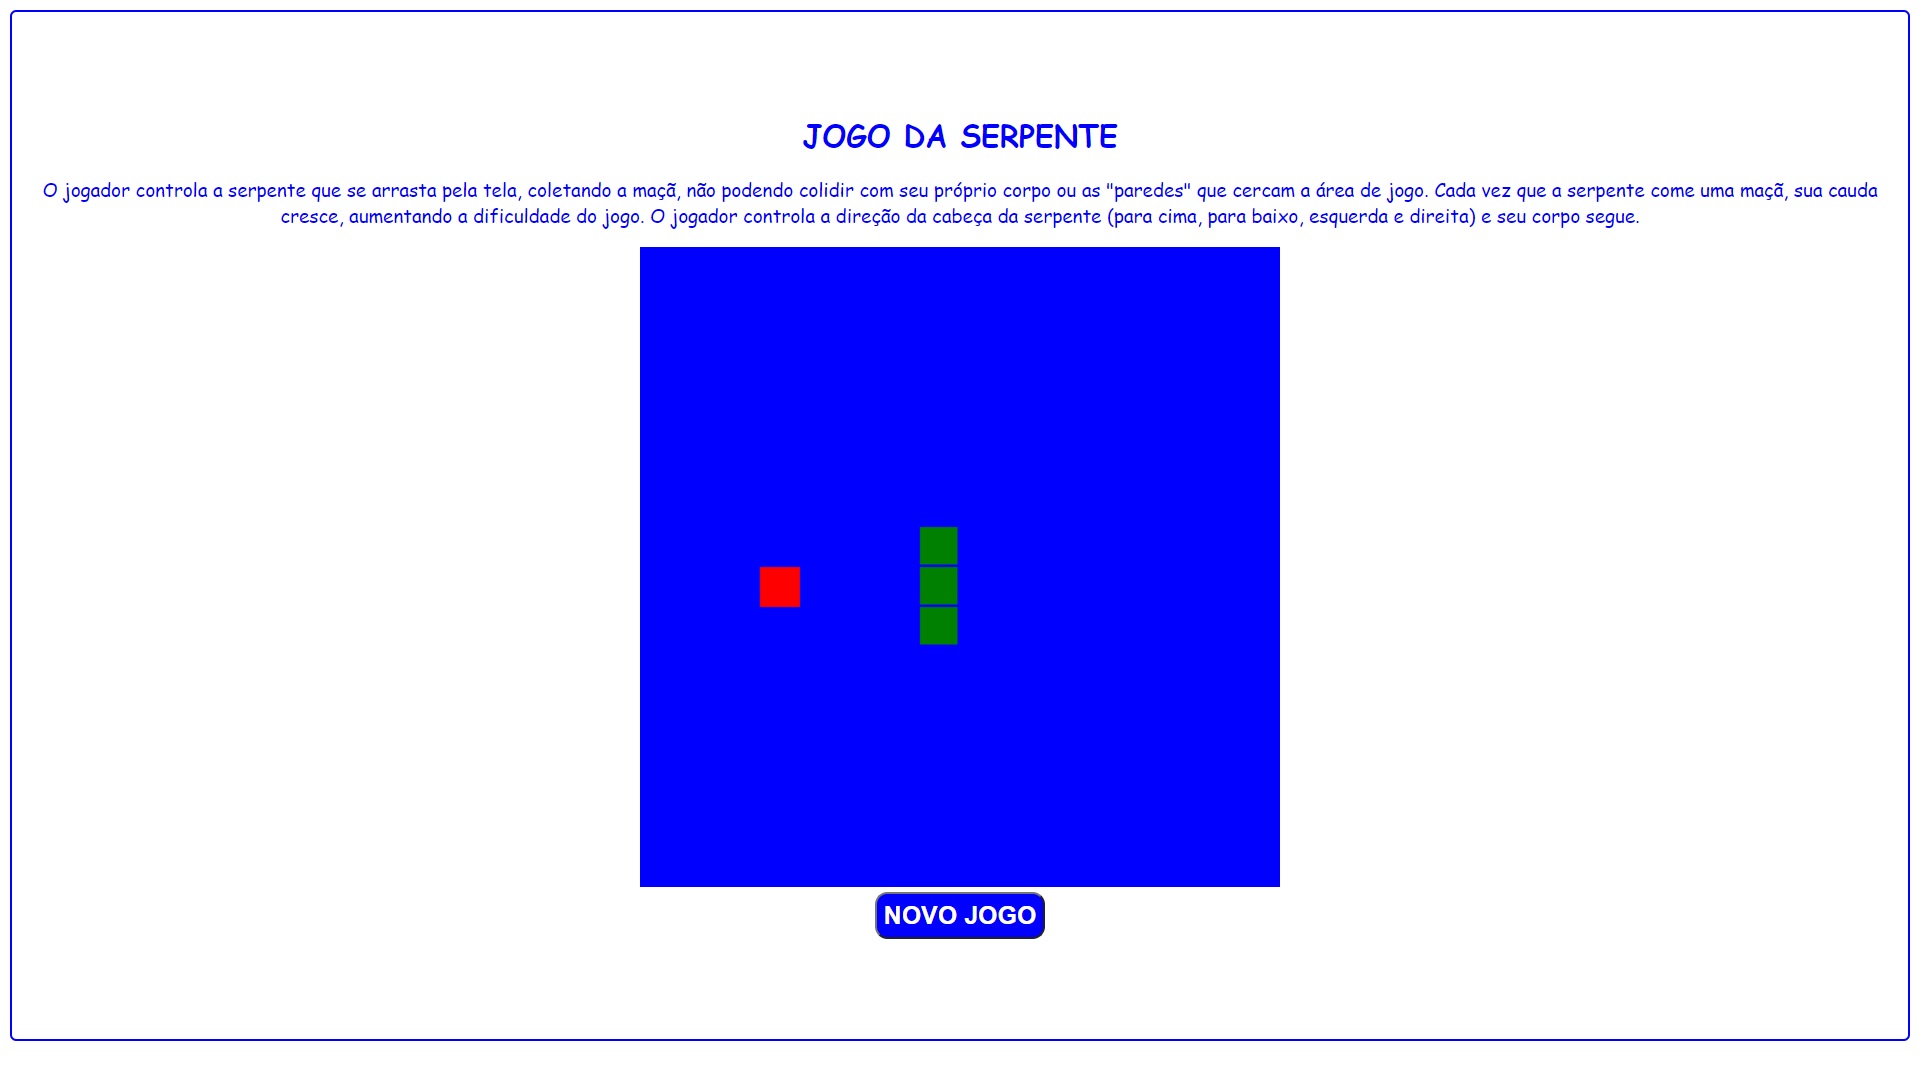 JOGO DA SERPENTE
O jogador controla a serpente que se arrasta pela tela, coletando a maçã, não podendo colidir com seu próprio corpo ou as "paredes" que cercam a área de jogo. Cada vez que a serpente come uma maçã, sua cauda
cresce, aumentando a dificuldade do jogo. O jogador controla a direção da cabeça da serpente (para cima, para baixo, esquerda e direita) e seu corpo segue.
NOVO JOGO